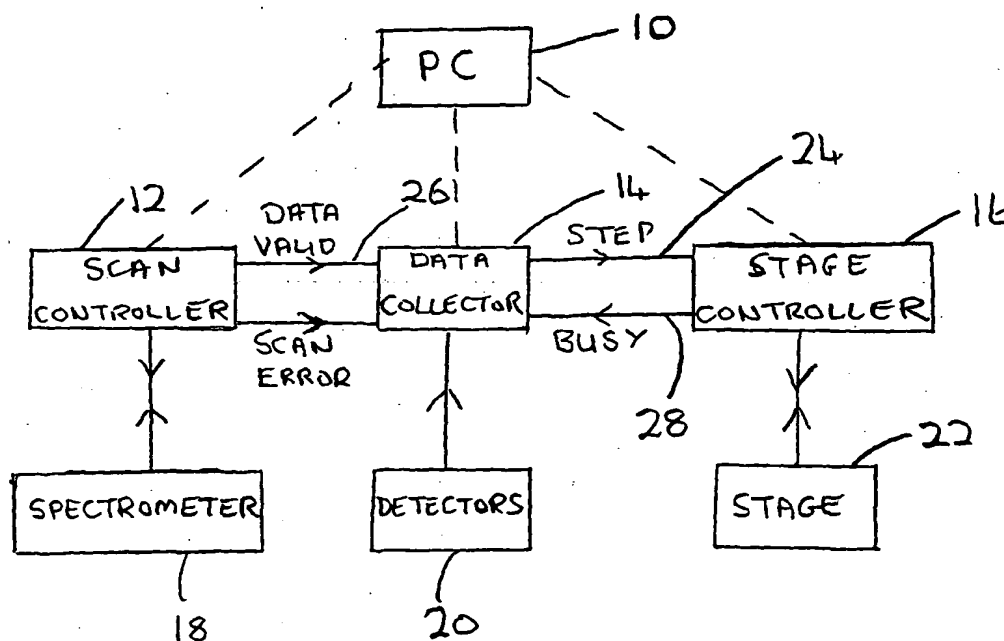 10
PC
24
12
DATA
VALID
26
14
STEP
16
SCAN
CONTROLLER
DATA
COLLECTOR
STAGE
CONTROLLER
SCAN
ERROR
BUSY
28
22
SPECTROMETER
DETECTORS
STAGE
18
20